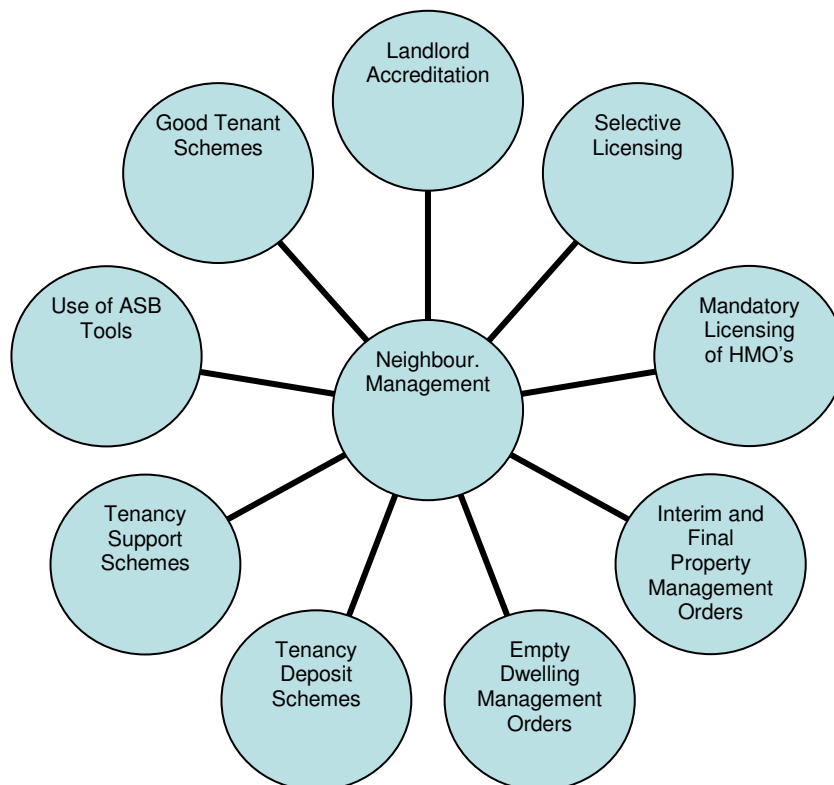 Landlord
Accreditation
Selective
Licensing
Mandatory
Licensing
of HMO's
Interim and
Final
Property
Management
Orders
Empty
Dwelling
Management
Orders
Tenancy
Deposit
Schemes
Tenancy
Support
Schemes
Use of ASB
Tools
Good Tenant
Schemes
Neighbour.
Management